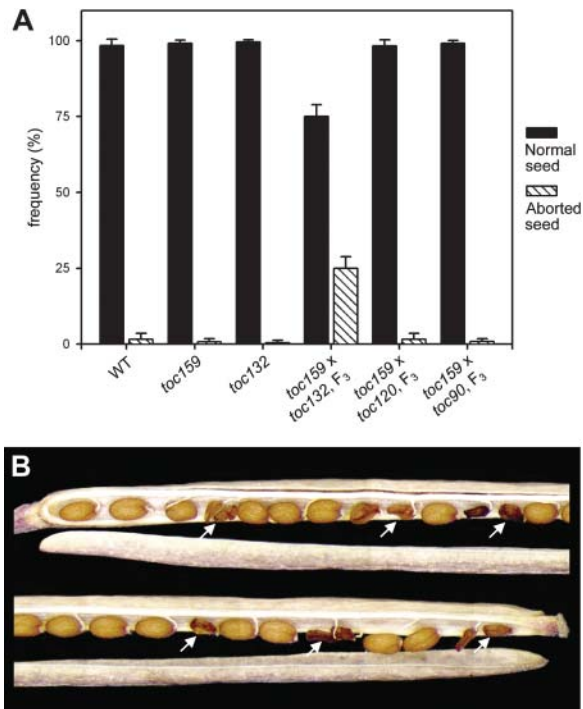 A
frequency (%)
100
75
50
25
0
Normal
seed
Aborted
seed
WT
toc159
toc132
toc159 x
toc132, F₃
toc159 x
toc120, F₃
toc159 x
toc90, F₃
B